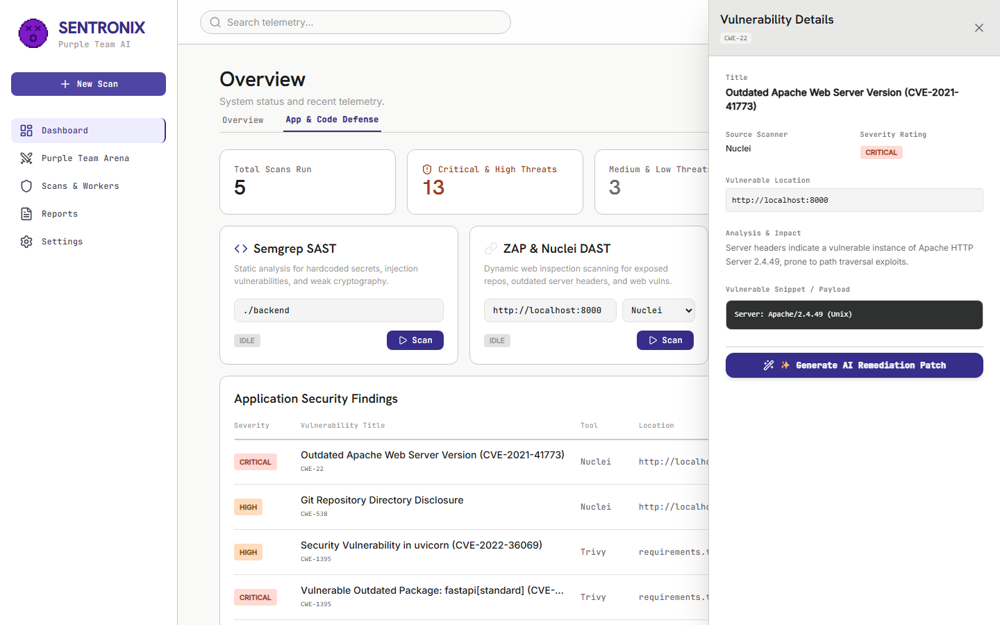 SENTRONIX
Purple Team AI
New Scan
Dashboard
Purple Team Arena
Scans & Workers
Reports
Settings
Search telemetry...
Overview
System status and recent telemetry.
Overview
App & Code Defense
Total Scans Run
5
Critical & High Threats
13
Medium & Low Threats
3
Semgrep SAST
Static analysis for hardcoded secrets, injection
vulnerabilities, and weak cryptography.
./backend
IDLE
Scan
ZAP & Nuclei DAST
Dynamic web inspection scanning for exposed
repos, outdated server headers, and web vulns.
http://localhost:8000
Nuclei
IDLE
Scan
Application Security Findings
Severity Vulnerability Title Tool Location
CRITICAL Outdated Apache Web Server Version (CVE-2021-41773) Nuclei http://localho
CWE-22
HIGH Git Repository Directory Disclosure Nuclei http://localho
CWE-538
HIGH Security Vulnerability in uvicorn (CVE-2022-36069) Trivy requirements.t
CWE-1395
CRITICAL Vulnerable Outdated Package: fastapi[standard] (CVE-... Trivy requirements.t
CWE-1395
Vulnerability Details
CWE-22
Title
Outdated Apache Web Server Version (CVE-2021-
41773)
Source Scanner
Nuclei
Severity Rating
CRITICAL
Vulnerable Location
http://localhost:8000
Analysis & Impact
Server headers indicate a vulnerable instance of Apache HTTP
Server 2.4.49, prone to path traversal exploits.
Vulnerable Snippet / Payload
Server: Apache/2.4.49 (Unix)
✨ Generate AI Remediation Patch